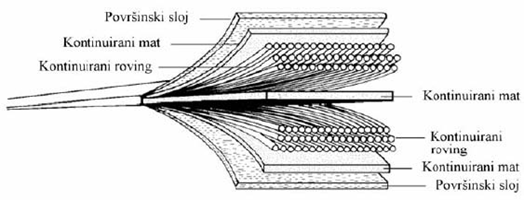 Površinski sloj
Kontinuirani mat
Kontinuirani roving
Kontinuirani mat
Kontinuirani
roving
Kontinuirani mat
Površinski sloj